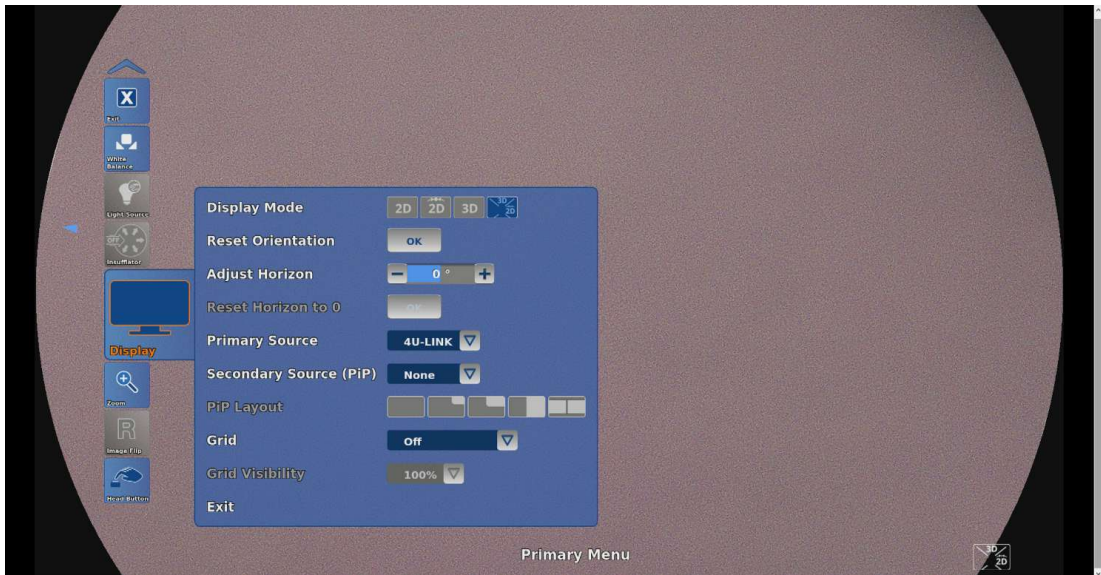 X
Exit
White
Balance
Light Source
OFF
Insufflator
Display
Zoom
R
Image Flip
Head Button
Display Mode
2D 2D 3D 3D 2D
Reset Orientation
OK
Adjust Horizon
− 0 ° +
Reset Horizon to 0
OK
Primary Source
4U-LINK
Secondary Source (PiP)
None
PiP Layout
Grid
Off
Grid Visibility
100%
Exit
Primary Menu
3D 2D